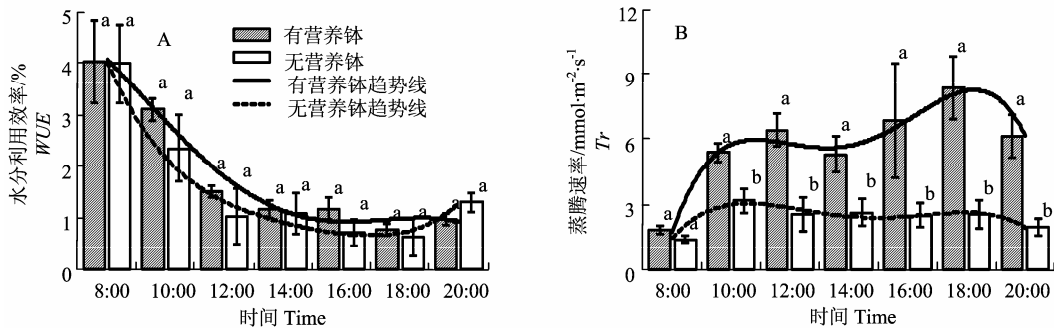 A
有营养钵
无营养钵
有营养钵趋势线
无营养钵趋势线
水分利用效率/%
WUE
5
4
3
2
1
0
a a
a a
a a
a a
a a
a a
a a
8:00 10:00 12:00 14:00 16:00 18:00 20:00
时间 Time
B
蒸腾速率/mmol·m-2·s-1
Tr
12
9
6
3
0
a a
a b
a b
a b
a b
a b
a b
8:00 10:00 12:00 14:00 16:00 18:00 20:00
时间 Time